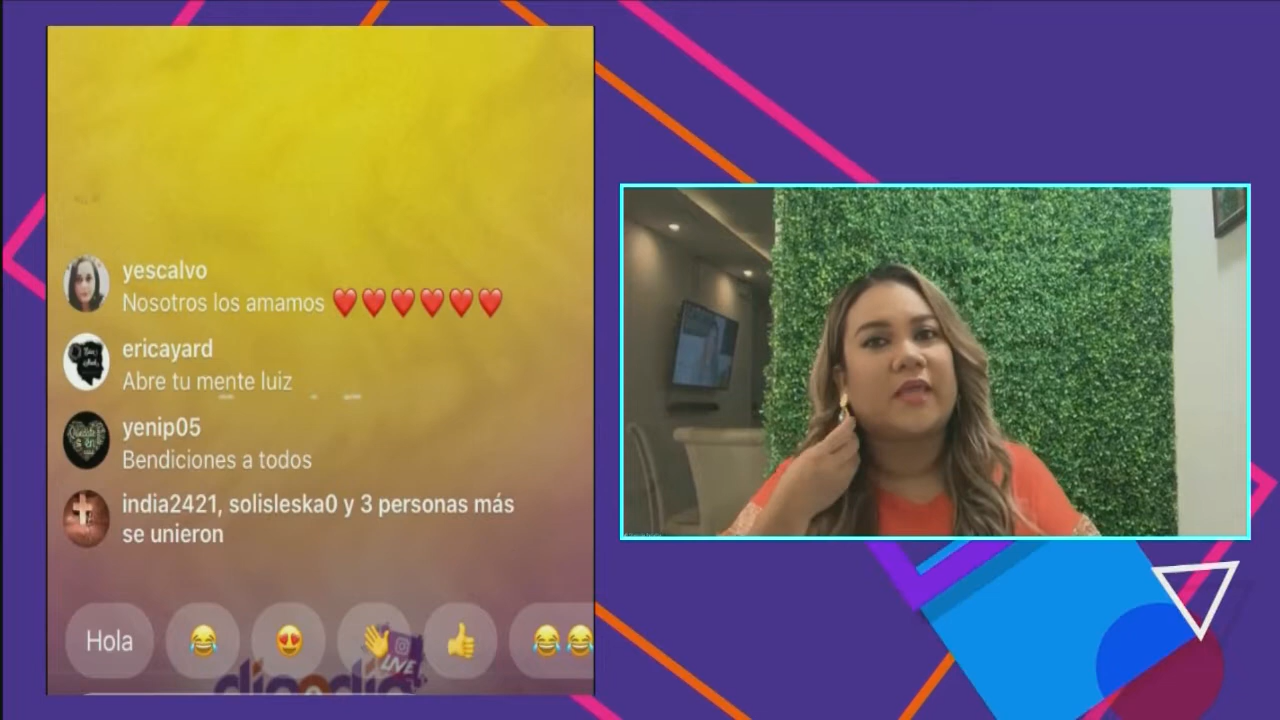 yescalvo
Nosotros los amamos ❤️❤️❤️❤️❤️❤️
ericayard
Abre tu mente luiz
yenip05
Bendiciones a todos
india2421, solisleska0 y 3 personas más
se unieron
Hola
LIVE